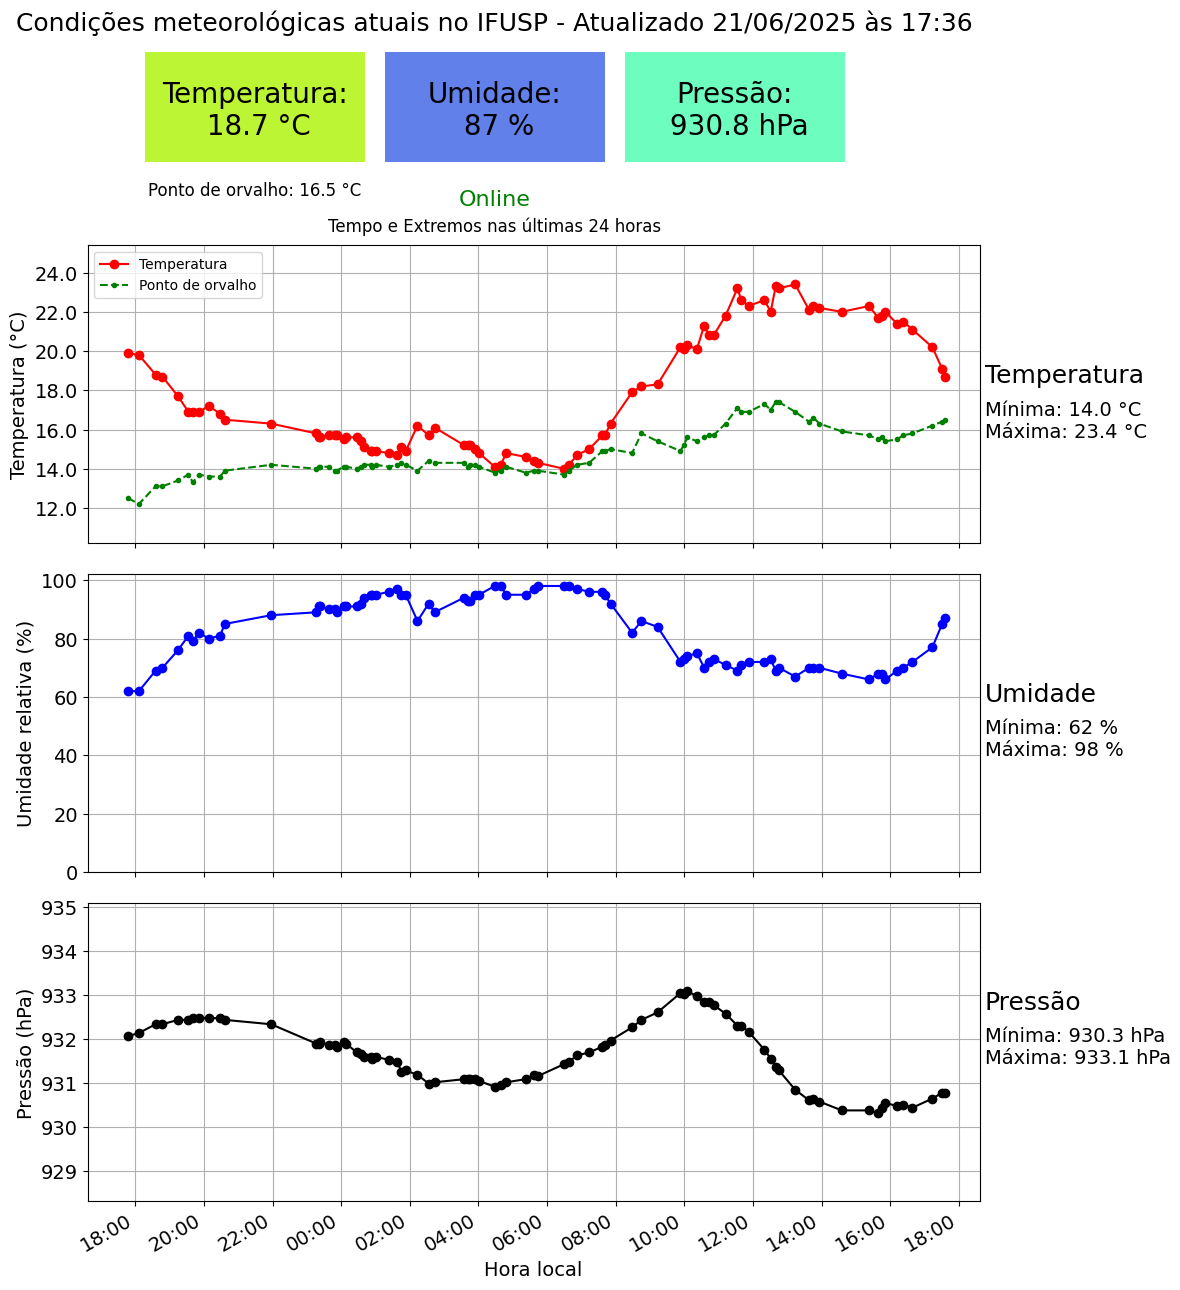 Condições meteorológicas atuais no IFUSP - Atualizado 21/06/2025 às 17:36
Temperatura:
18.7 °C
Umidade:
87 %
Pressão:
930.8 hPa
Ponto de orvalho: 16.5 °C
Online
Tempo e Extremos nas últimas 24 horas
Temperatura
Ponto de orvalho
Temperatura (°C)
24.0
22.0
20.0
18.0
16.0
14.0
12.0
Temperatura
Mínima: 14.0 °C
Máxima: 23.4 °C
Umidade relativa (%)
100
80
60
40
20
0
Umidade
Mínima: 62 %
Máxima: 98 %
Pressão (hPa)
935
934
933
932
931
930
929
Pressão
Mínima: 930.3 hPa
Máxima: 933.1 hPa
18:00
20:00
22:00
00:00
02:00
04:00
06:00
08:00
10:00
12:00
14:00
16:00
18:00
Hora local